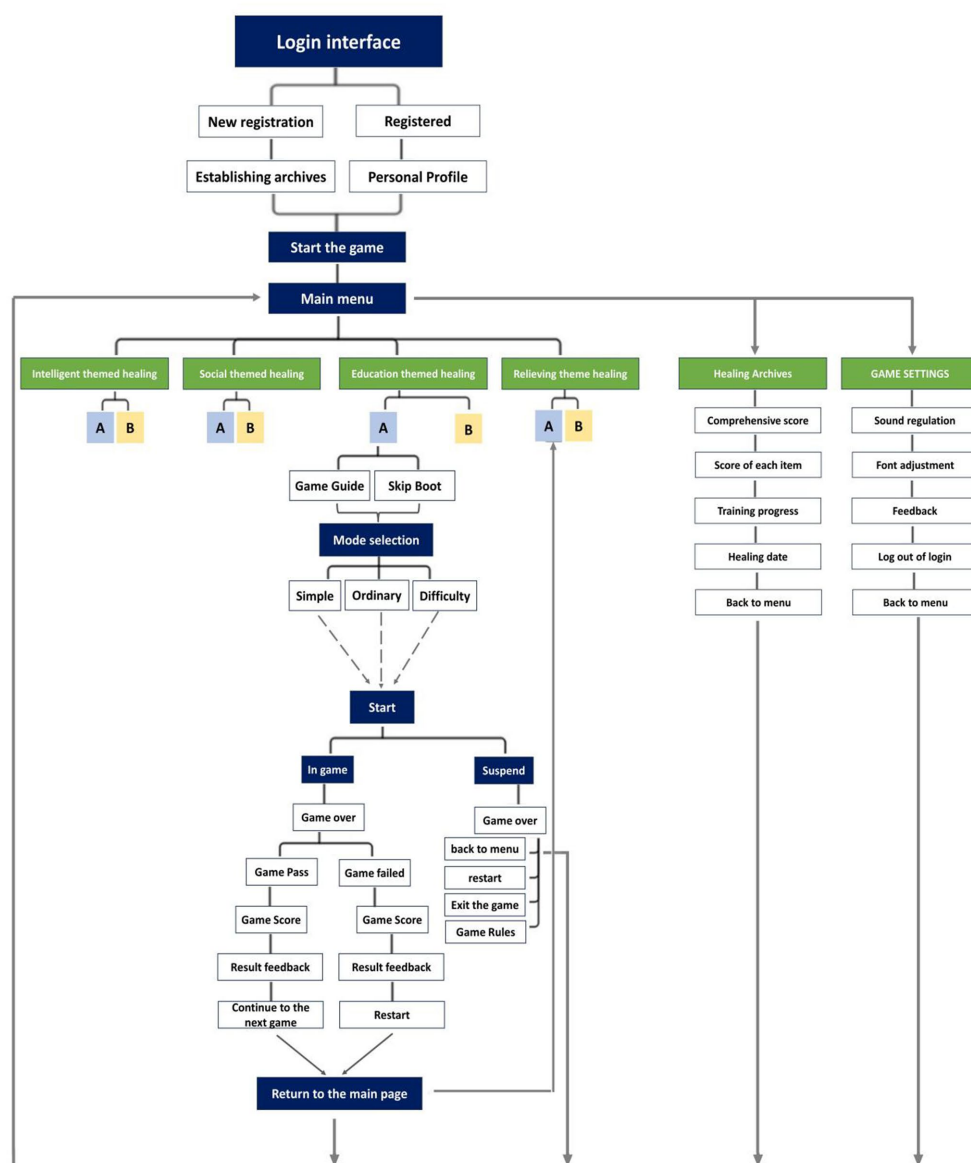 Login interface
New registration
Registered
Establishing archives
Personal Profile
Start the game
Main menu
Intelligent themed healing
Social themed healing
Education themed healing
Relieving theme healing
Healing Archives
GAME SETTINGS
A
B
A
B
A
B
A
B
Comprehensive score
Sound regulation
Score of each item
Font adjustment
Game Guide
Skip Boot
Training progress
Feedback
Mode selection
Healing date
Log out of login
Simple
Ordinary
Difficulty
Back to menu
Back to menu
Start
In game
Suspend
Game over
Game over
back to menu
Game Pass
Game failed
restart
Exit the game
Game Score
Game Score
Game Rules
Result feedback
Result feedback
Continue to the
next game
Restart
Return to the main page